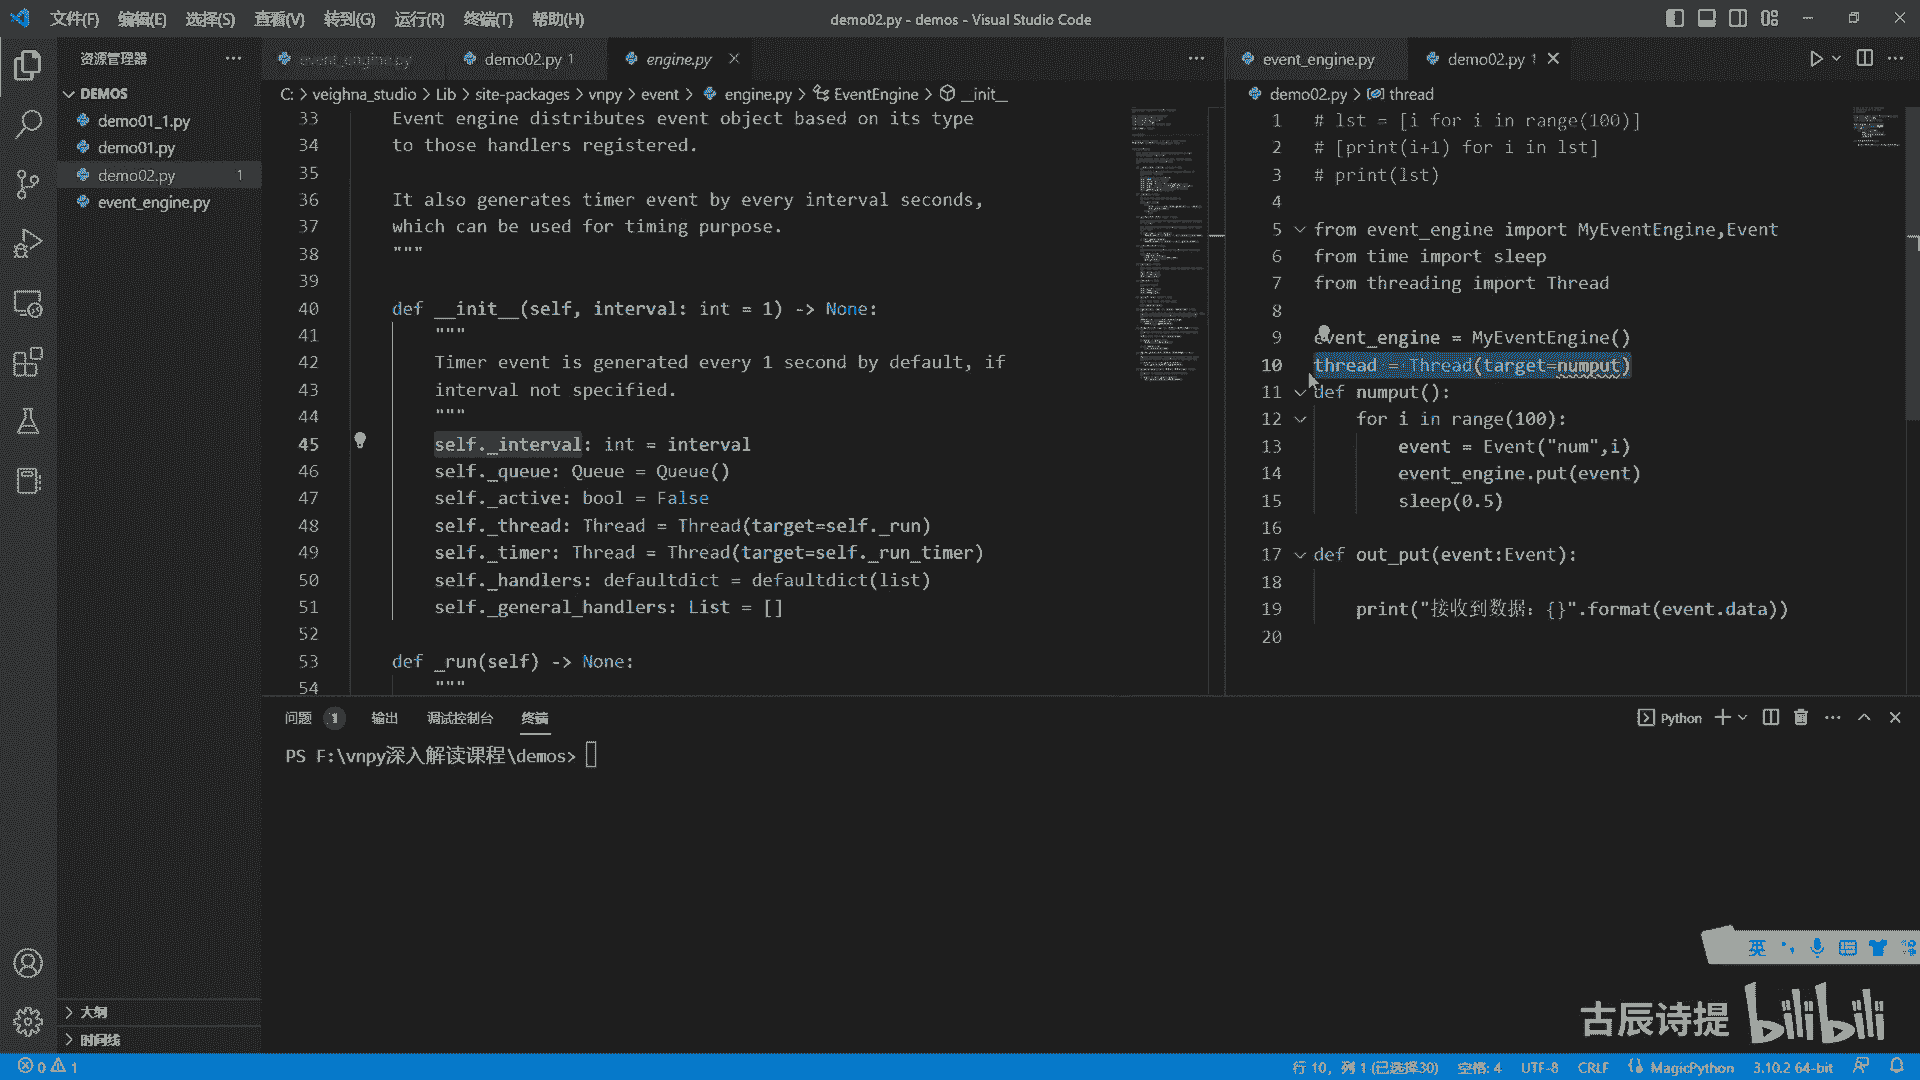 文件(F) 编辑(E) 选择(S) 查看(V) 转到(G) 运行(R) 终端(T) 帮助(H)
demo02.py - demos - Visual Studio Code
资源管理器
DEMOS
demo01_1.py
demo01.py
demo02.py 1
event_engine.py
大纲
时间线
event_engine.py
demo02.py 1
engine.py
C: > veighna_studio > Lib > site-packages > vnpy > event > engine.py > EventEngine > __init__
33 Event engine distributes event object based on its type
34 to those handlers registered.
35
36 It also generates timer event by every interval seconds,
37 which can be used for timing purpose.
38 """
39
40 def __init__(self, interval: int = 1) -> None:
41 """
42 Timer event is generated every 1 second by default, if
43 interval not specified.
44 """
45 self._interval: int = interval
46 self._queue: Queue = Queue()
47 self._active: bool = False
48 self._thread: Thread = Thread(target=self._run)
49 self._timer: Thread = Thread(target=self._run_timer)
50 self._handlers: defaultdict = defaultdict(list)
51 self._general_handlers: List = []
52
53 def _run(self) -> None:
54 """
event_engine.py
demo02.py 1
demo02.py > thread
1 # lst = [i for i in range(100)]
2 # [print(i+1) for i in lst]
3 # print(lst)
4
5 from event_engine import MyEventEngine,Event
6 from time import sleep
7 from threading import Thread
8
9 event_engine = MyEventEngine()
10 thread = Thread(target=numput)
11 def numput():
12 for i in range(100):
13 event = Event("num",i)
14 event_engine.put(event)
15 sleep(0.5)
16
17 def out_put(event:Event):
18
19 print("接收到数据：{}".format(event.data))
20
问题 1 输出 调试控制台 终端
Python
PS F:\vnpy深入解读课程\demos>
英
古辰诗提 bilibili
0 1
行 10，列 1 (已选择30) 空格: 4 UTF-8 CRLF MagicPython 3.10.2 64-bit